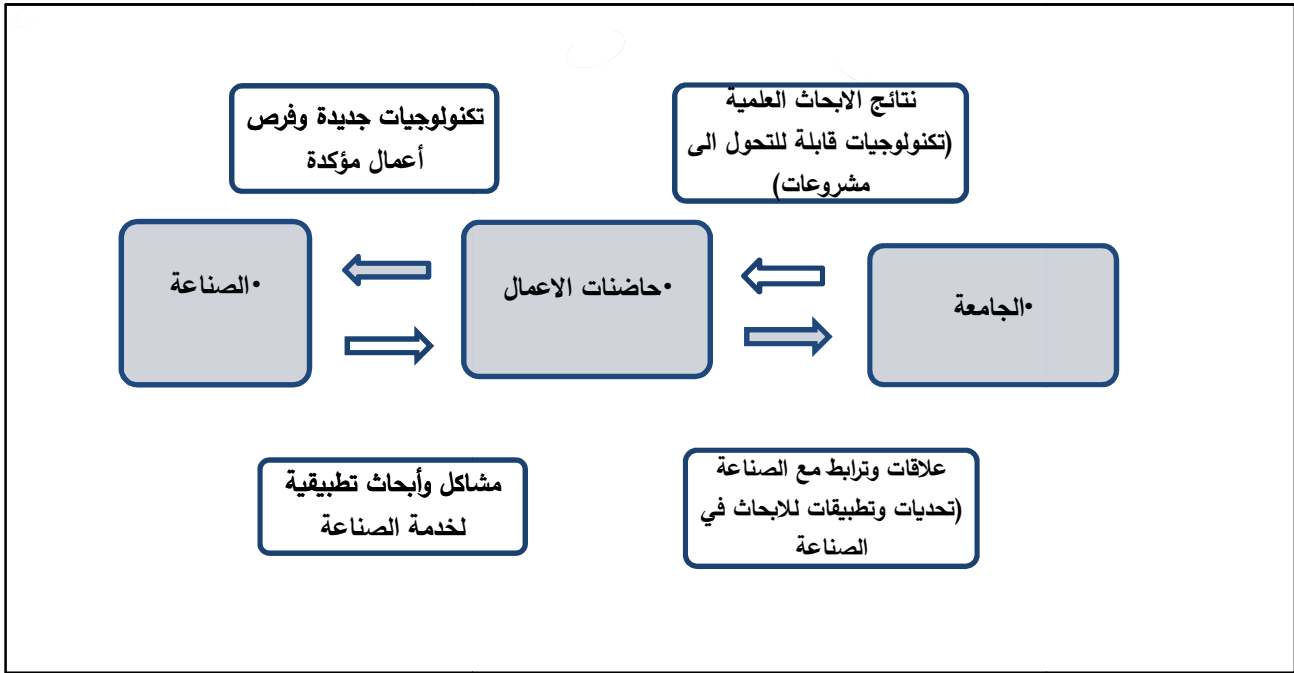 نتائج الابحاث العلمية
(تكنولوجيات قابلة للتحول الى
مشروعات)
تكنولوجيات جديدة وفرص
أعمال مؤكدة
•الجامعة
•حاضنات الاعمال
•الصناعة
علاقات وترابط مع الصناعة
(تحديات وتطبيقات للابحاث في
الصناعة
مشاكل وأبحاث تطبيقية
لخدمة الصناعة